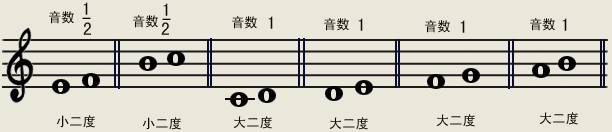 音数 1/2 音数 1/2 音数 1 音数 1 音数 1 音数 1
小二度 小二度 大二度 大二度 大二度 大二度